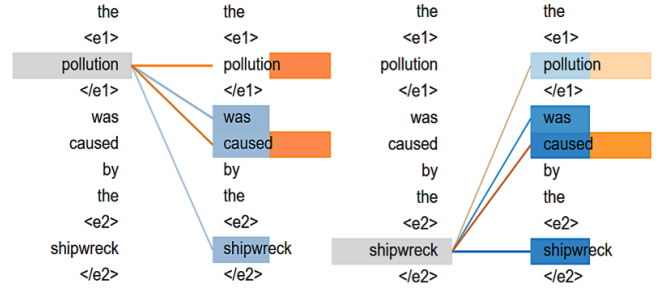 the the the the
<e1> <e1> <e1> <e1>
pollution pollution pollution pollution
</e1> </e1> </e1> </e1>
was was was was
caused caused caused caused
by by by by
the the the the
<e2> <e2> <e2> <e2>
shipwreck shipwreck shipwreck shipwreck
</e2> </e2> </e2> </e2>